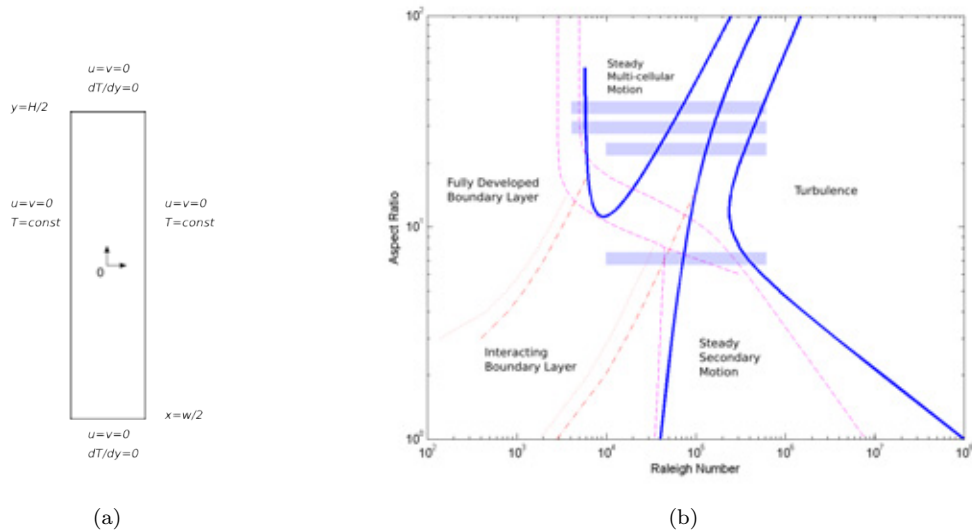 u=v=0
dT/dy=0
y=H/2
u=v=0
T=const
u=v=0
T=const
0
x=w/2
u=v=0
dT/dy=0
(a)
10²
10¹
10⁰
Aspect Ratio
Steady
Multi-cellular
Motion
Fully Developed
Boundary Layer
Turbulence
Interacting
Boundary Layer
Steady
Secondary
Motion
10² 10³ 10⁴ 10⁵ 10⁶ 10⁷ 10⁸
Raleigh Number
(b)